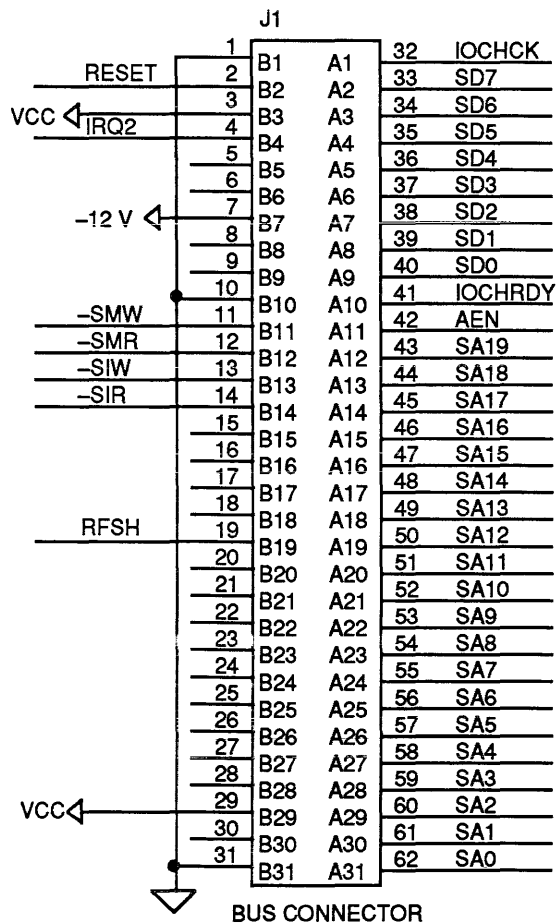 J1
1 B1 A1 32 IOCHCK
RESET 2 B2 A2 33 SD7
VCC 3 B3 A3 34 SD6
IRQ2 4 B4 A4 35 SD5
5 B5 A5 36 SD4
6 B6 A6 37 SD3
–12 V 7 B7 A7 38 SD2
8 B8 A8 39 SD1
9 B9 A9 40 SD0
10 B10 A10 41 IOCHRDY
–SMW 11 B11 A11 42 AEN
–SMR 12 B12 A12 43 SA19
–SIW 13 B13 A13 44 SA18
–SIR 14 B14 A14 45 SA17
15 B15 A15 46 SA16
16 B16 A16 47 SA15
17 B17 A17 48 SA14
18 B18 A18 49 SA13
RFSH 19 B19 A19 50 SA12
20 B20 A20 51 SA11
21 B21 A21 52 SA10
22 B22 A22 53 SA9
23 B23 A23 54 SA8
24 B24 A24 55 SA7
25 B25 A25 56 SA6
26 B26 A26 57 SA5
27 B27 A27 58 SA4
28 B28 A28 59 SA3
VCC 29 B29 A29 60 SA2
30 B30 A30 61 SA1
31 B31 A31 62 SA0
BUS CONNECTOR